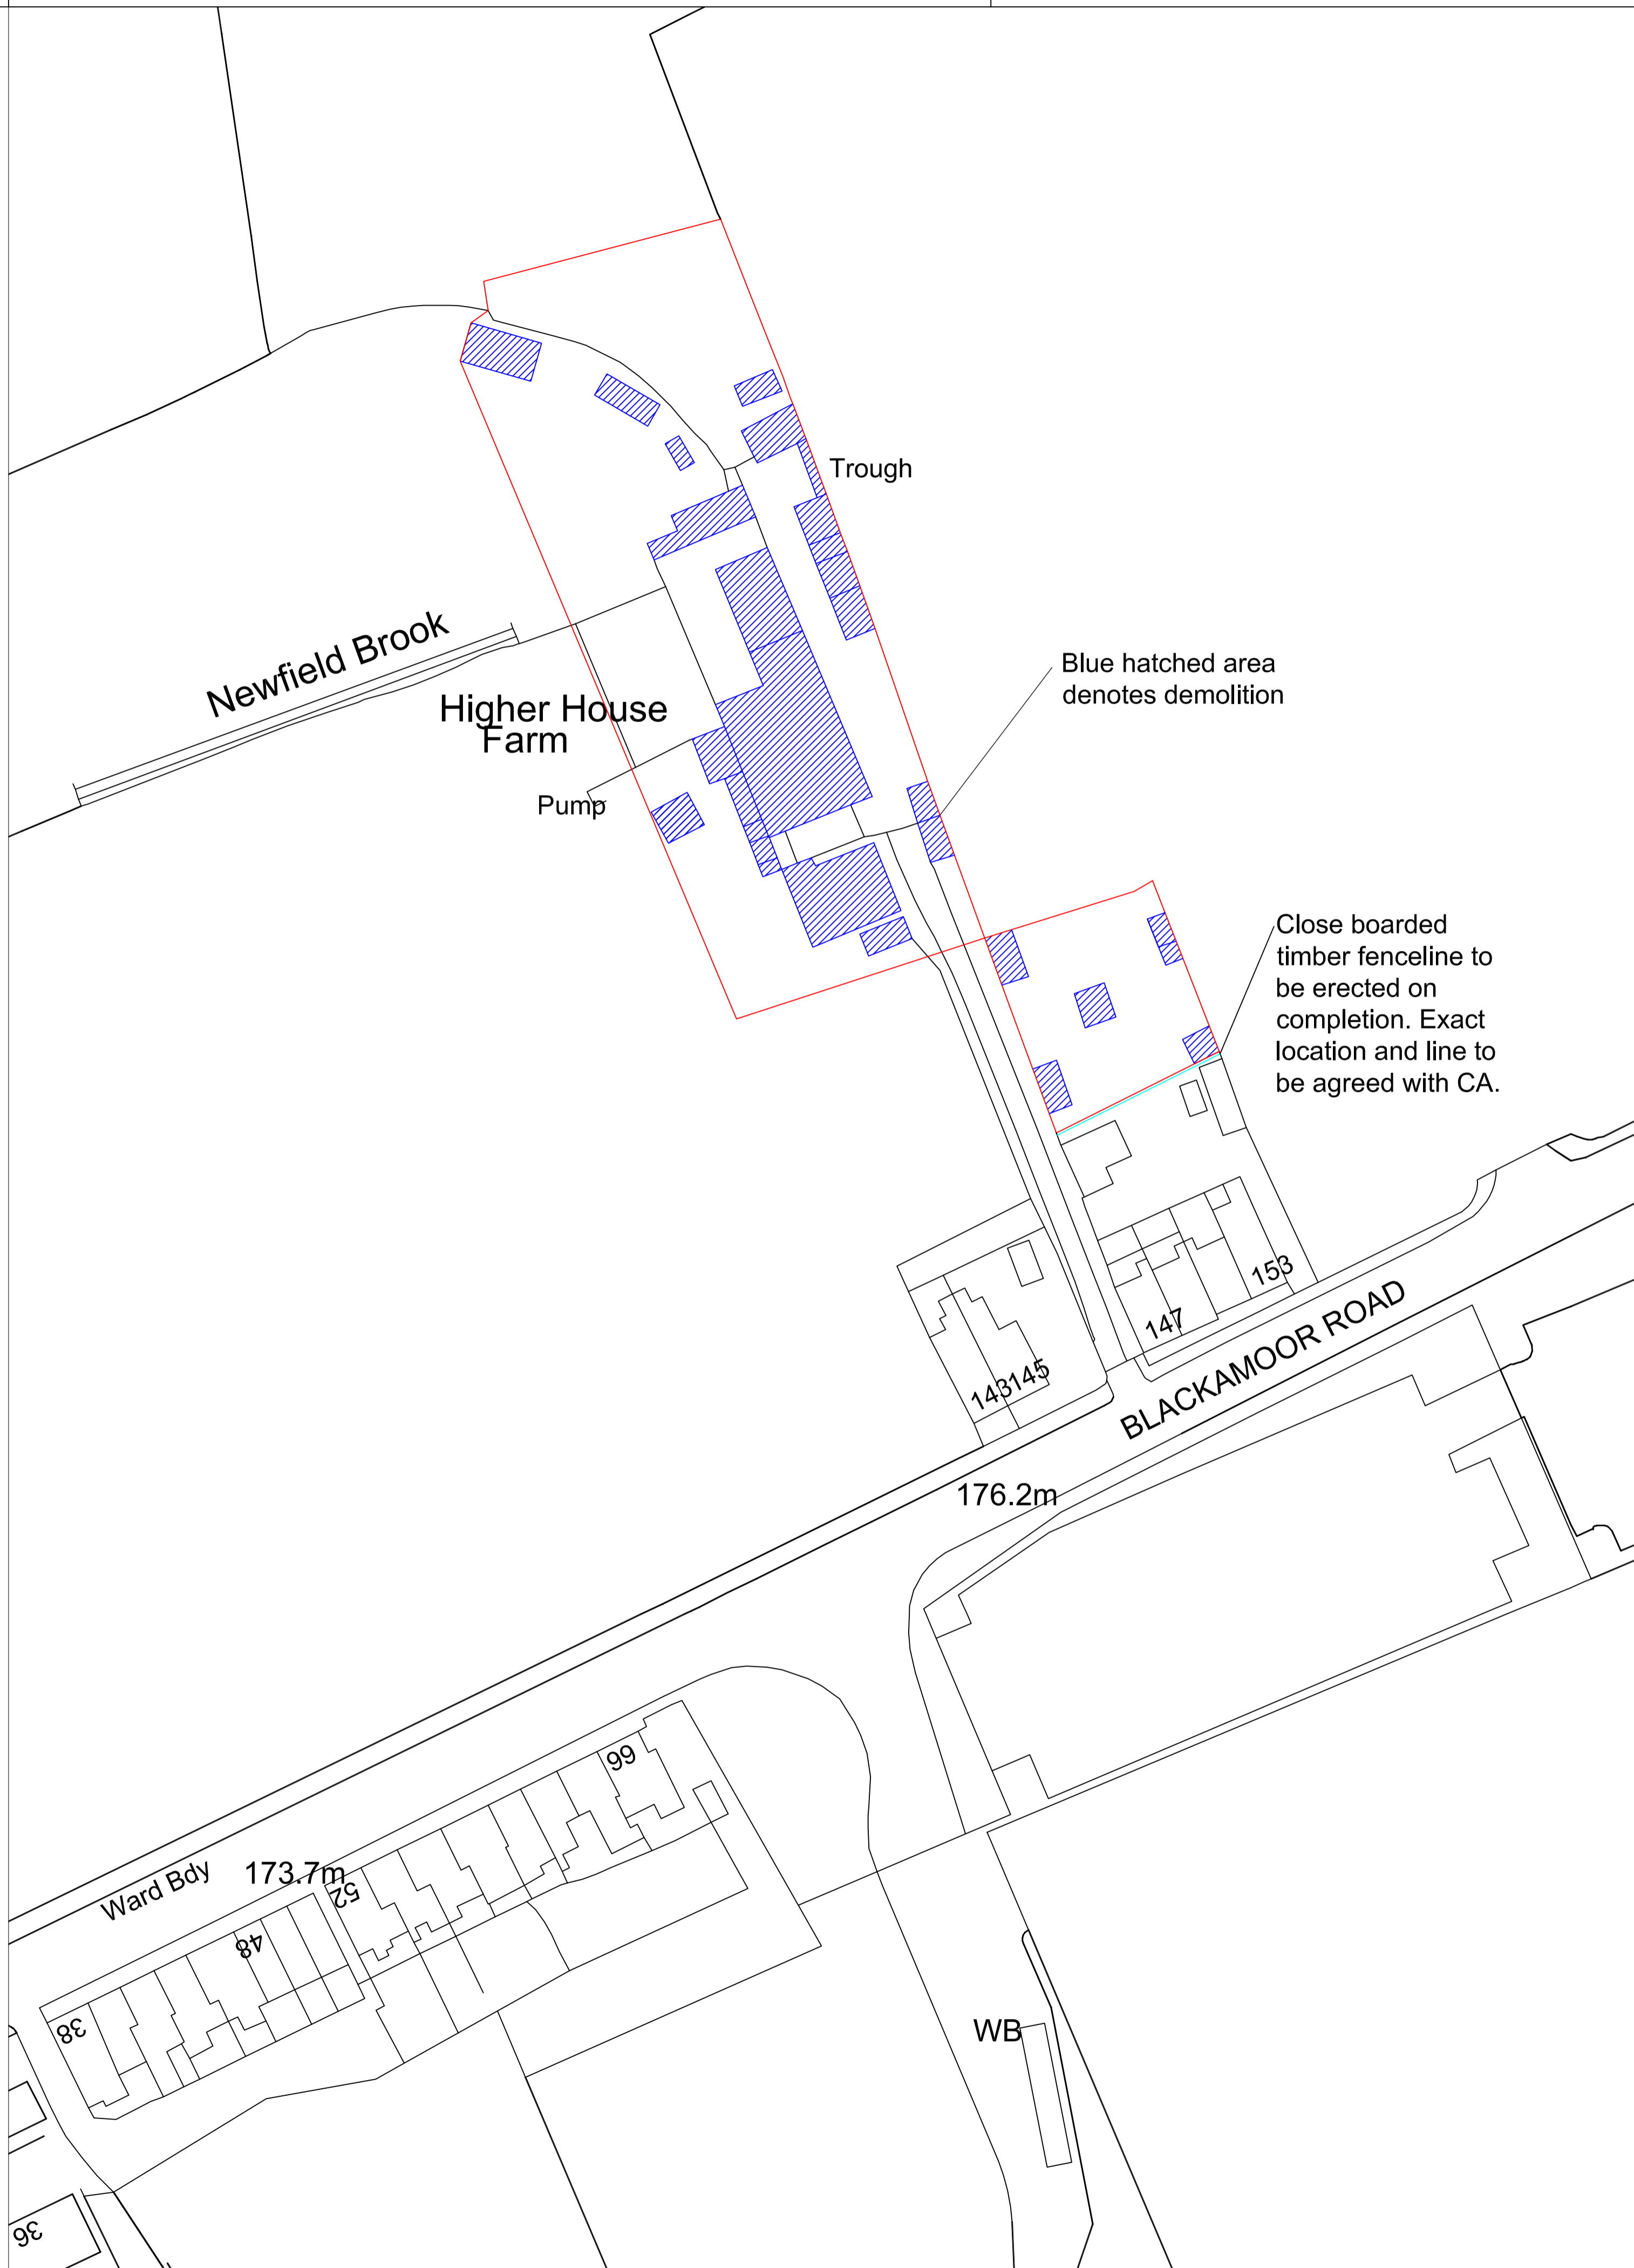 Trough
Newfield Brook
Higher House
Farm
Pump
Blue hatched area
denotes demolition
Close boarded
timber fenceline to
be erected on
completion. Exact
location and line to
be agreed with CA.
153
147
143
145
BLACKAMOOR ROAD
176.2m
66
173.7m
Ward Bdy
52
48
38
WB
36